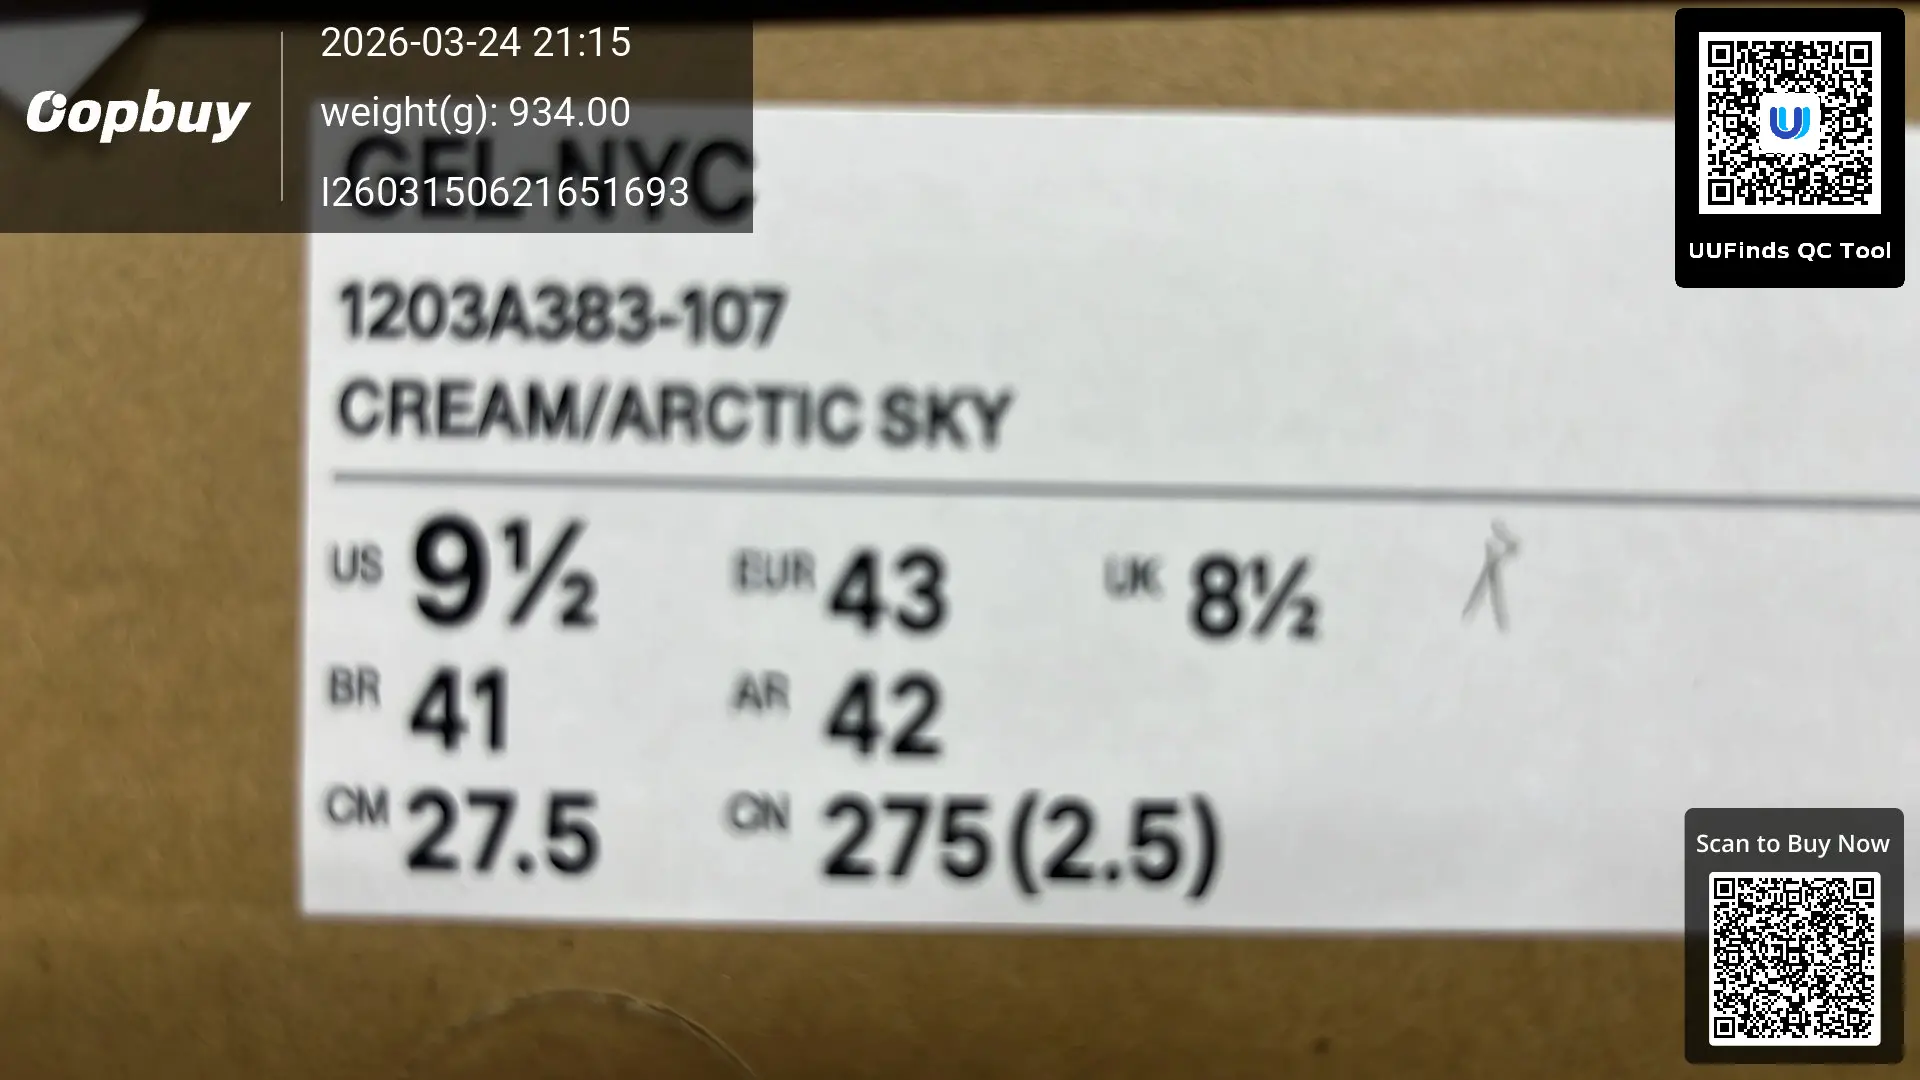 Oopbuy
2026-03-24 21:15
weight(g): 934.00
I2603150621651693
GEL-NYC
1203A383-107
CREAM/ARCTIC SKY
US 9½ EUR 43 UK 8½
BR 41 AR 42
CM 27.5 CN 275(2.5)
UUFinds QC Tool
Scan to Buy Now